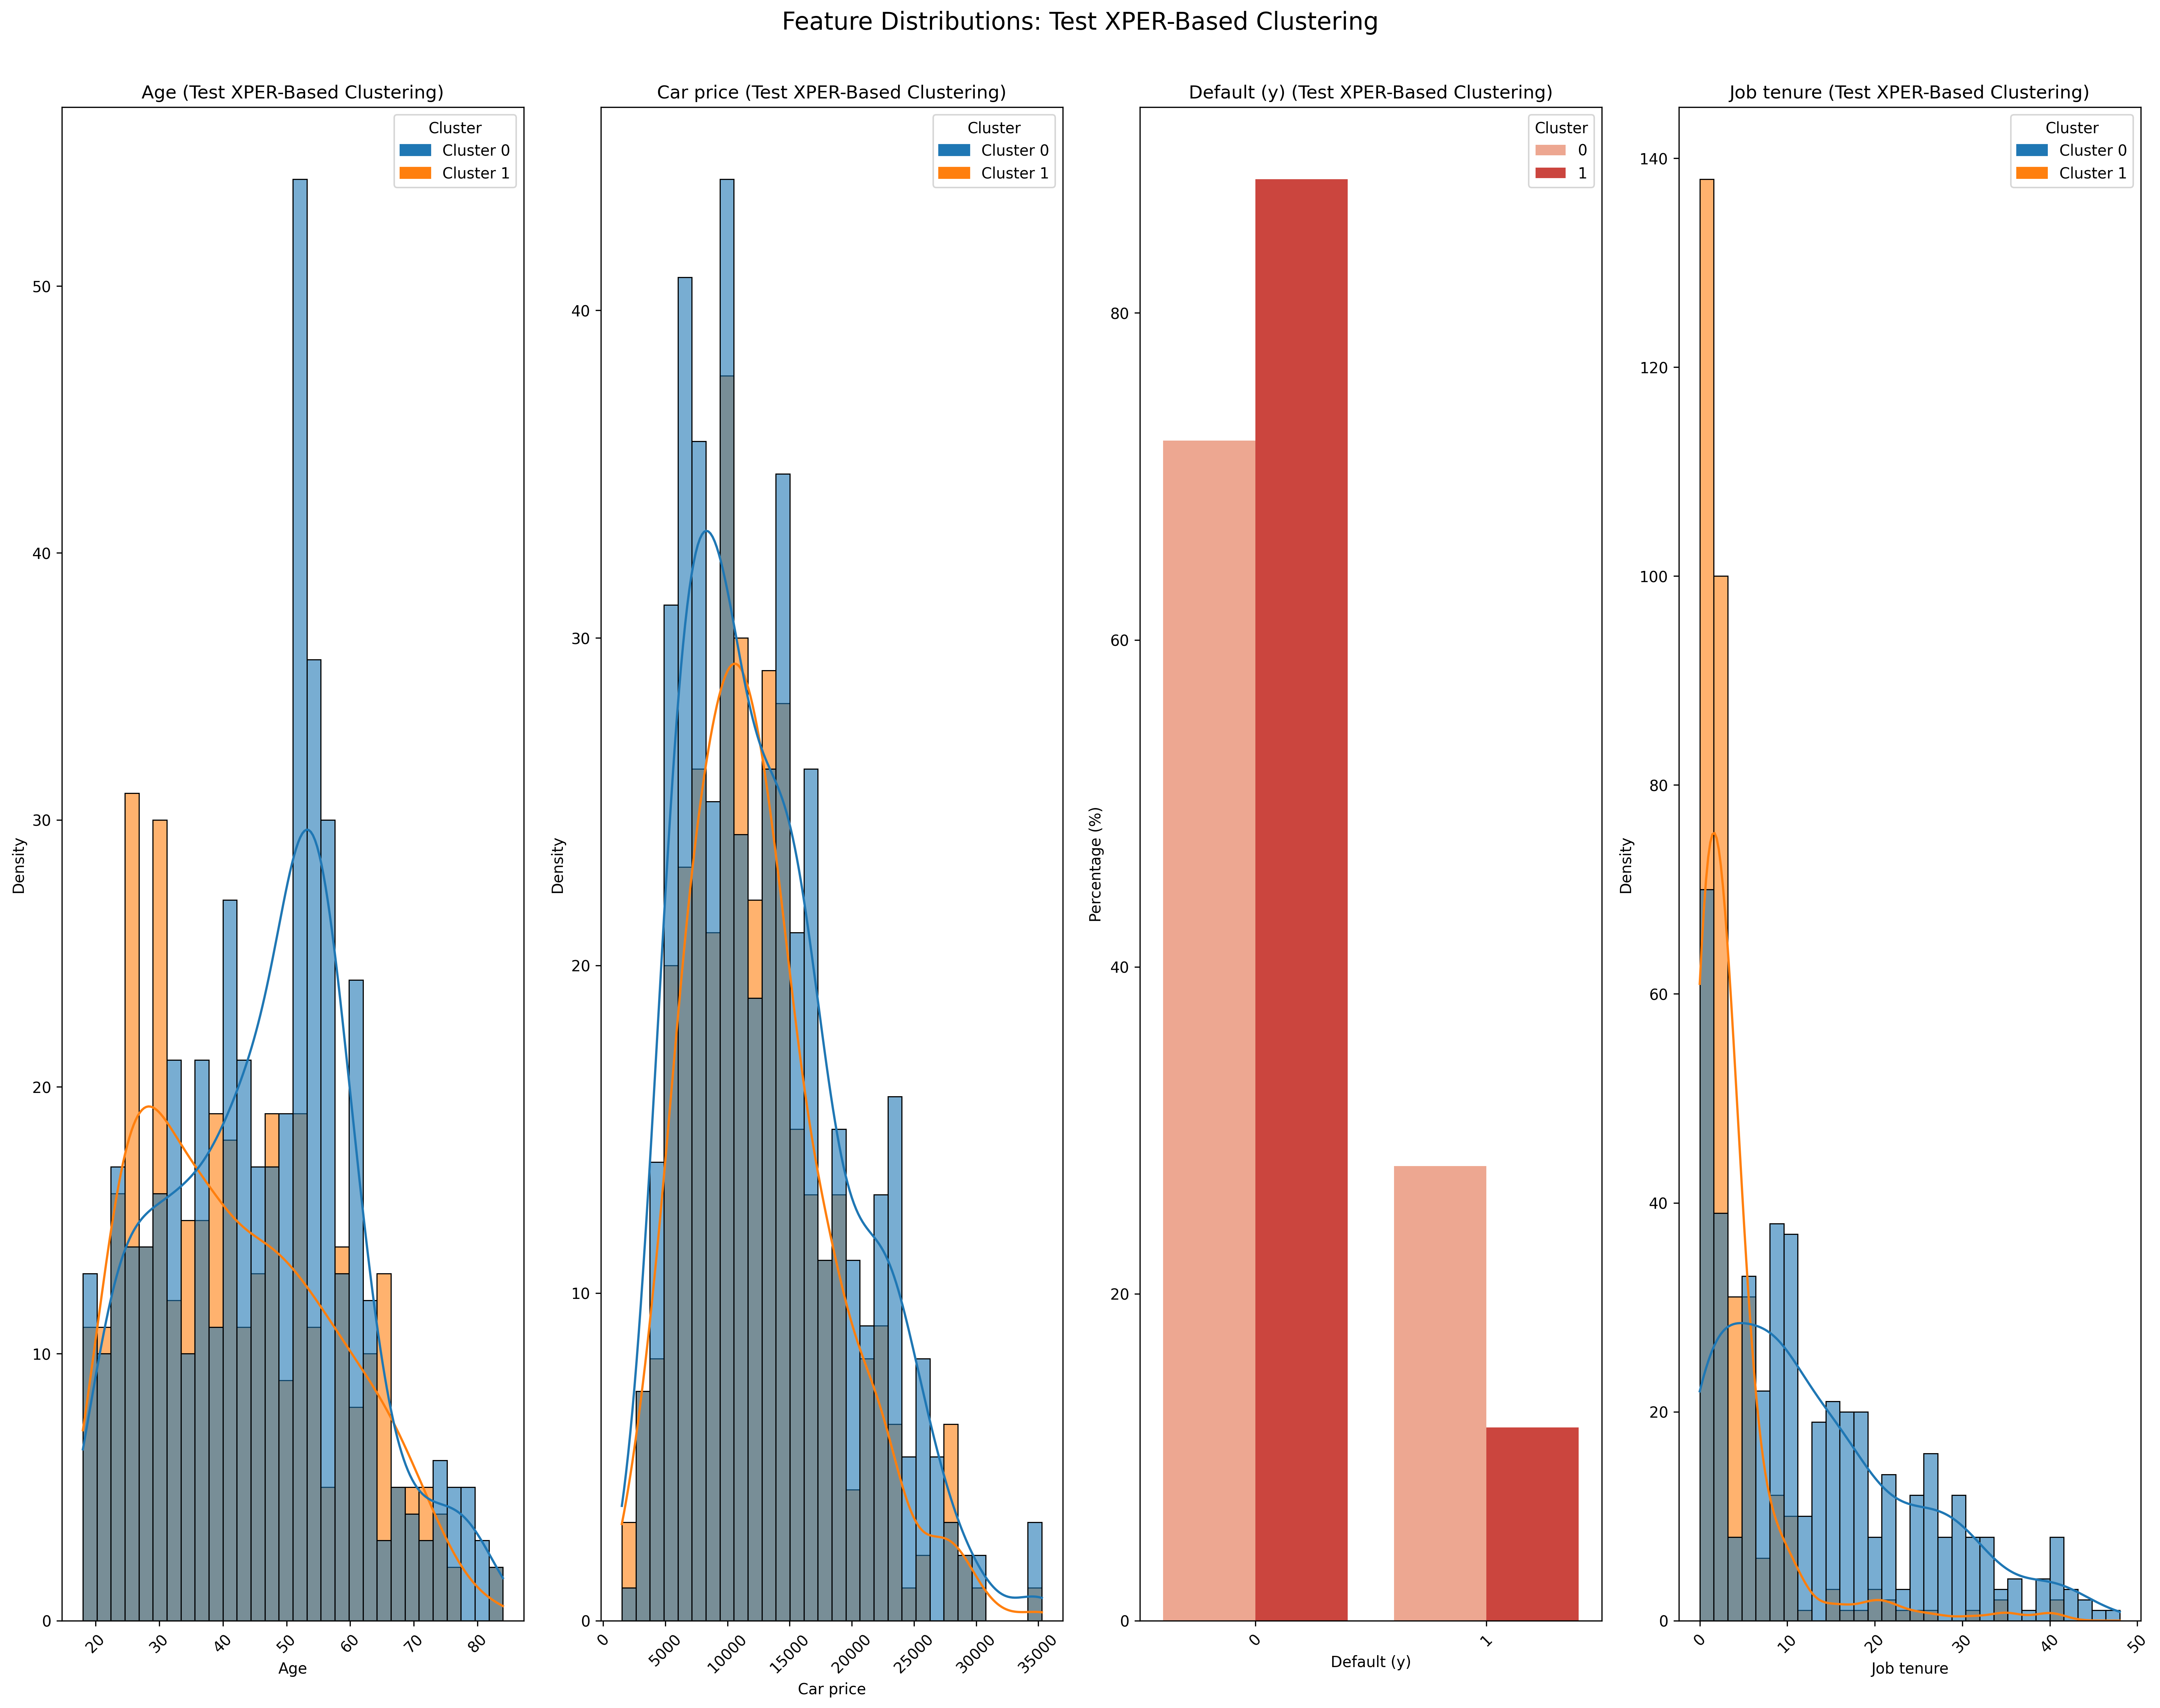 Feature Distributions: Test XPER-Based Clustering
Age (Test XPER-Based Clustering)
Cluster
Cluster 0
Cluster 1
50
40
30
20
10
0
Density
20
30
40
50
60
70
80
Age
Car price (Test XPER-Based Clustering)
Cluster
Cluster 0
Cluster 1
40
30
20
10
0
Density
0
5000
10000
15000
20000
25000
30000
35000
Car price
Default (y) (Test XPER-Based Clustering)
Cluster
0
1
80
60
40
20
0
Percentage (%)
0
1
Default (y)
Job tenure (Test XPER-Based Clustering)
Cluster
Cluster 0
Cluster 1
140
120
100
80
60
40
20
0
Density
0
10
20
30
40
50
Job tenure